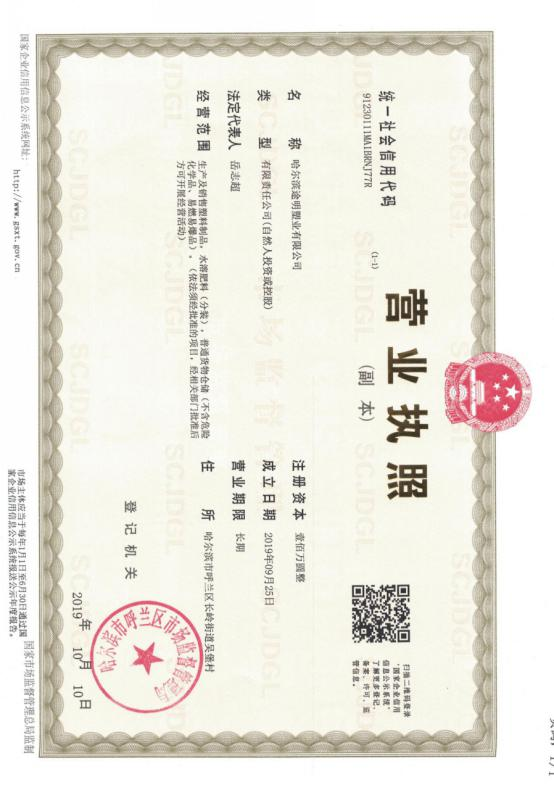 营业执照
（副 本）
(1-1)
统一社会信用代码
91230111MA1BRNJ77R
扫描二维码登录
“国家企业信用
信息公示系统”
了解更多登记、
备案、许可、监
管信息。
名 称 哈尔滨途明塑业有限公司
类 型 有限责任公司(自然人投资或控股)
法定代表人 岳志超
经营范围 生产及销售塑料制品，水溶肥料（分装），普通货物仓储（不含危险
化学品、易燃易爆品）。（依法须经批准的项目，经相关部门批准后
方可开展经营活动）
注册资本 壹佰万圆整
成立日期 2019年09月25日
营业期限 长期
住 所 哈尔滨市呼兰区长岭街道吴堡村
登记机关
哈尔滨市呼兰区市场监督管理局
2019年 10月 10日
国家企业信用信息公示系统网址： http://www.gsxt.gov.cn
市场主体应当于每年1月1日至6月30日通过国
家企业信用信息公示系统报送公示年度报告。
国家市场监督管理总局监制